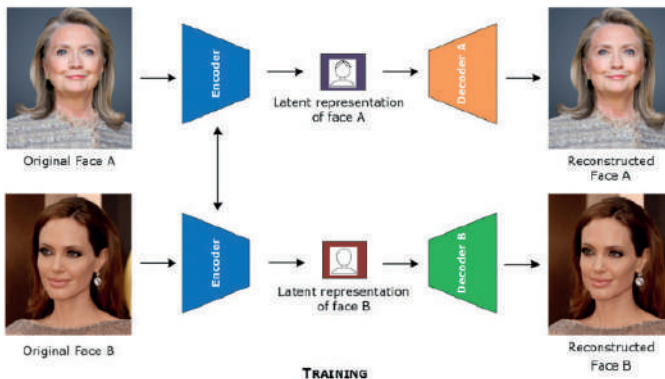 Encoder
Decoder A
Latent representation
of face A
Original Face A
Reconstructed
Face A
Encoder
Decoder B
Latent representation
of face B
Original Face B
Reconstructed
Face B
TRAINING